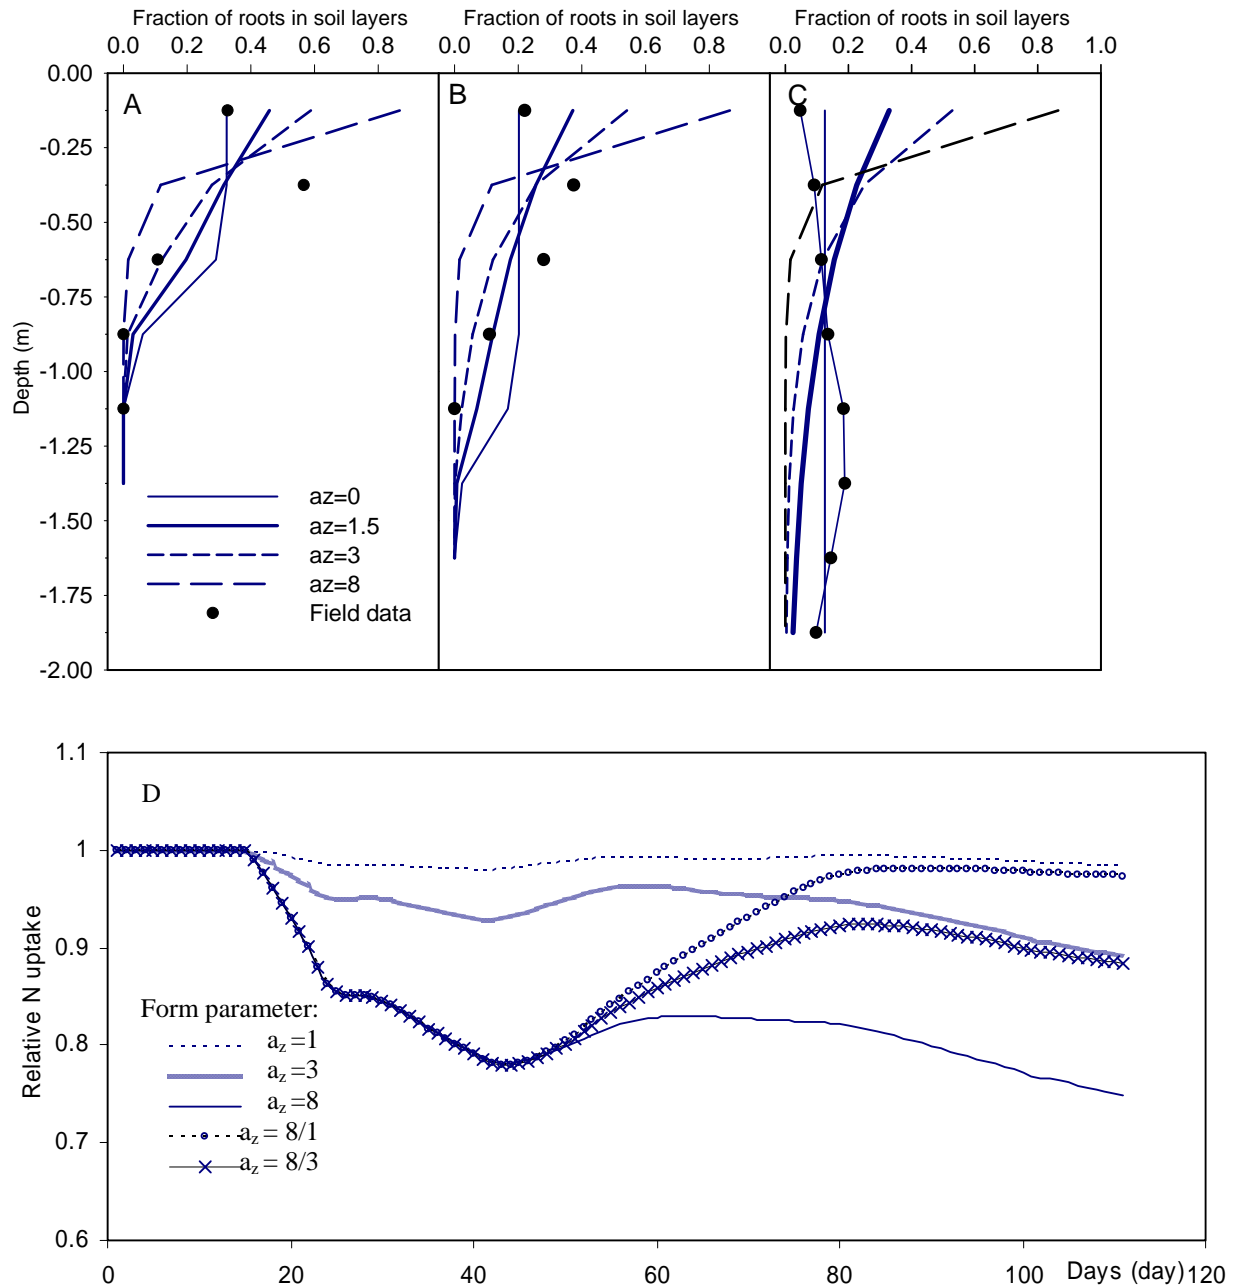 Fraction of roots in soil layers Fraction of roots in soil layers Fraction of roots in soil layers
0.0 0.2 0.4 0.6 0.8 0.0 0.2 0.4 0.6 0.8 0.0 0.2 0.4 0.6 0.8 1.0
A B C
0.00
-0.25
-0.50
-0.75
-1.00
-1.25
-1.50
-1.75
-2.00
Depth (m)
az=0
az=1.5
az=3
az=8
Field data
D
1.1
1
0.9
0.8
0.7
0.6
Relative N uptake
Form parameter:
az =1
az =3
az =8
az = 8/1
az = 8/3
0 20 40 60 80 100 120
Days (day)